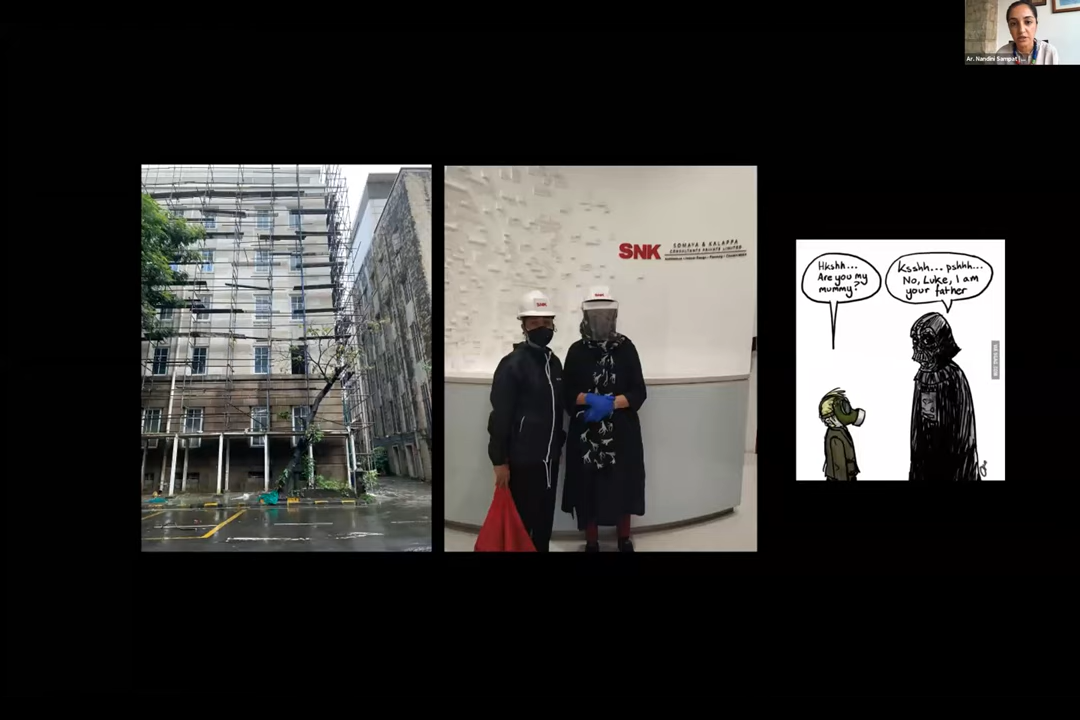 Ar. Nandini Sampat
SNK
SNK
SNK
SOMAYA & KALAPPA
CONSULTANTS PRIVATE LIMITED
Hkshh...
Are you my
mummy?
Ksshh... pshhh...
No, Luke, I am
your father